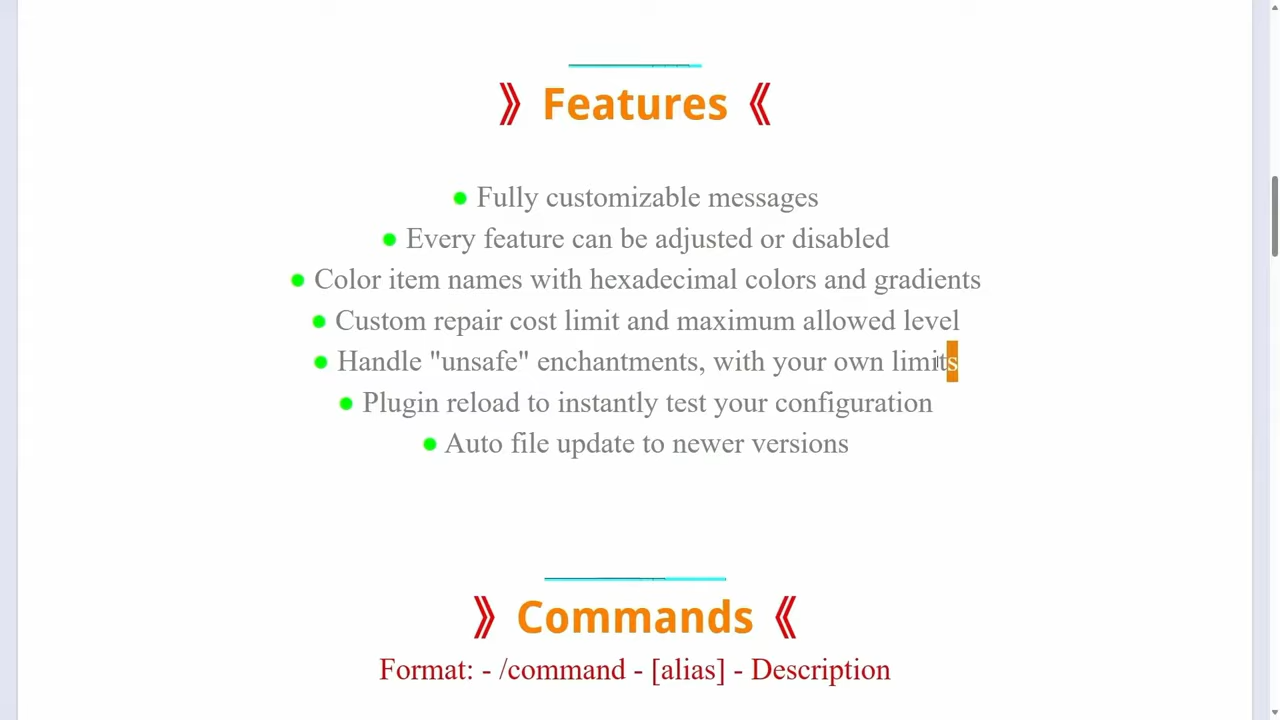 》 Features 《
● Fully customizable messages
● Every feature can be adjusted or disabled
● Color item names with hexadecimal colors and gradients
● Custom repair cost limit and maximum allowed level
● Handle "unsafe" enchantments, with your own limits
● Plugin reload to instantly test your configuration
● Auto file update to newer versions
》 Commands 《
Format: - /command - [alias] - Description